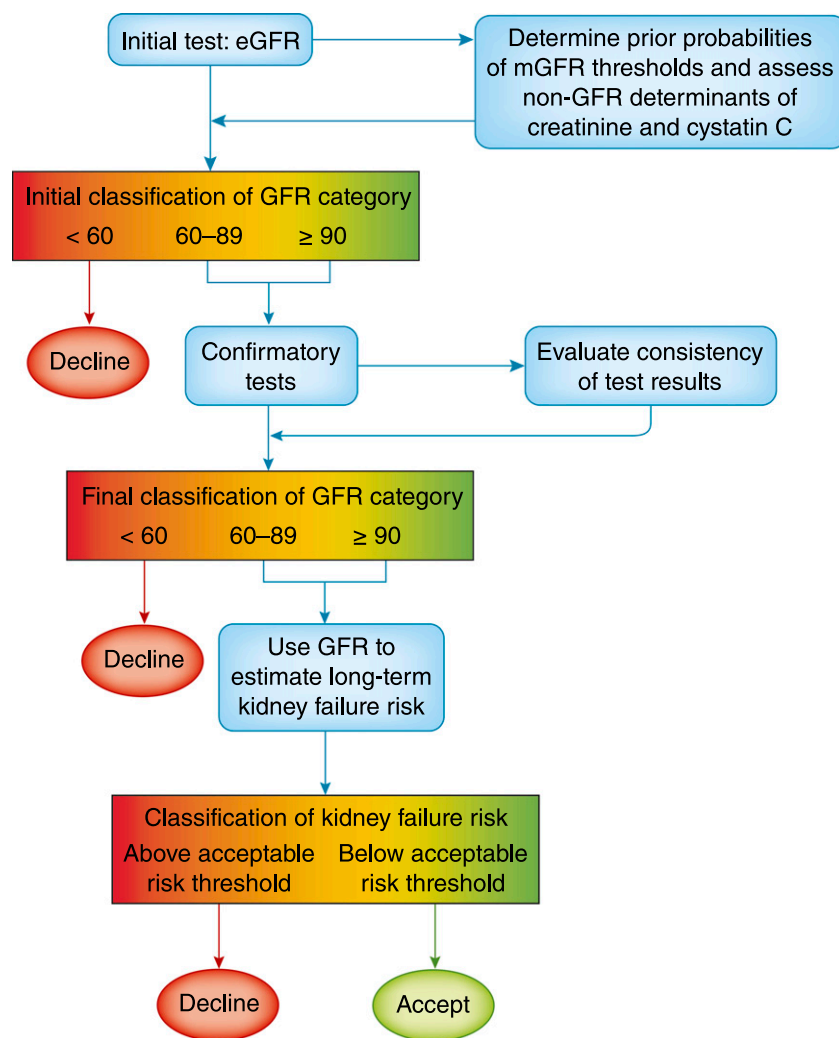 Initial test: eGFR
Determine prior probabilities
of mGFR thresholds and assess
non-GFR determinants of
creatinine and cystatin C
Initial classification of GFR category
< 60 60–89 ≥ 90
Decline
Confirmatory
tests
Evaluate consistency
of test results
Final classification of GFR category
< 60 60–89 ≥ 90
Decline
Use GFR to
estimate long-term
kidney failure risk
Classification of kidney failure risk
Above acceptable
risk threshold
Below acceptable
risk threshold
Decline
Accept